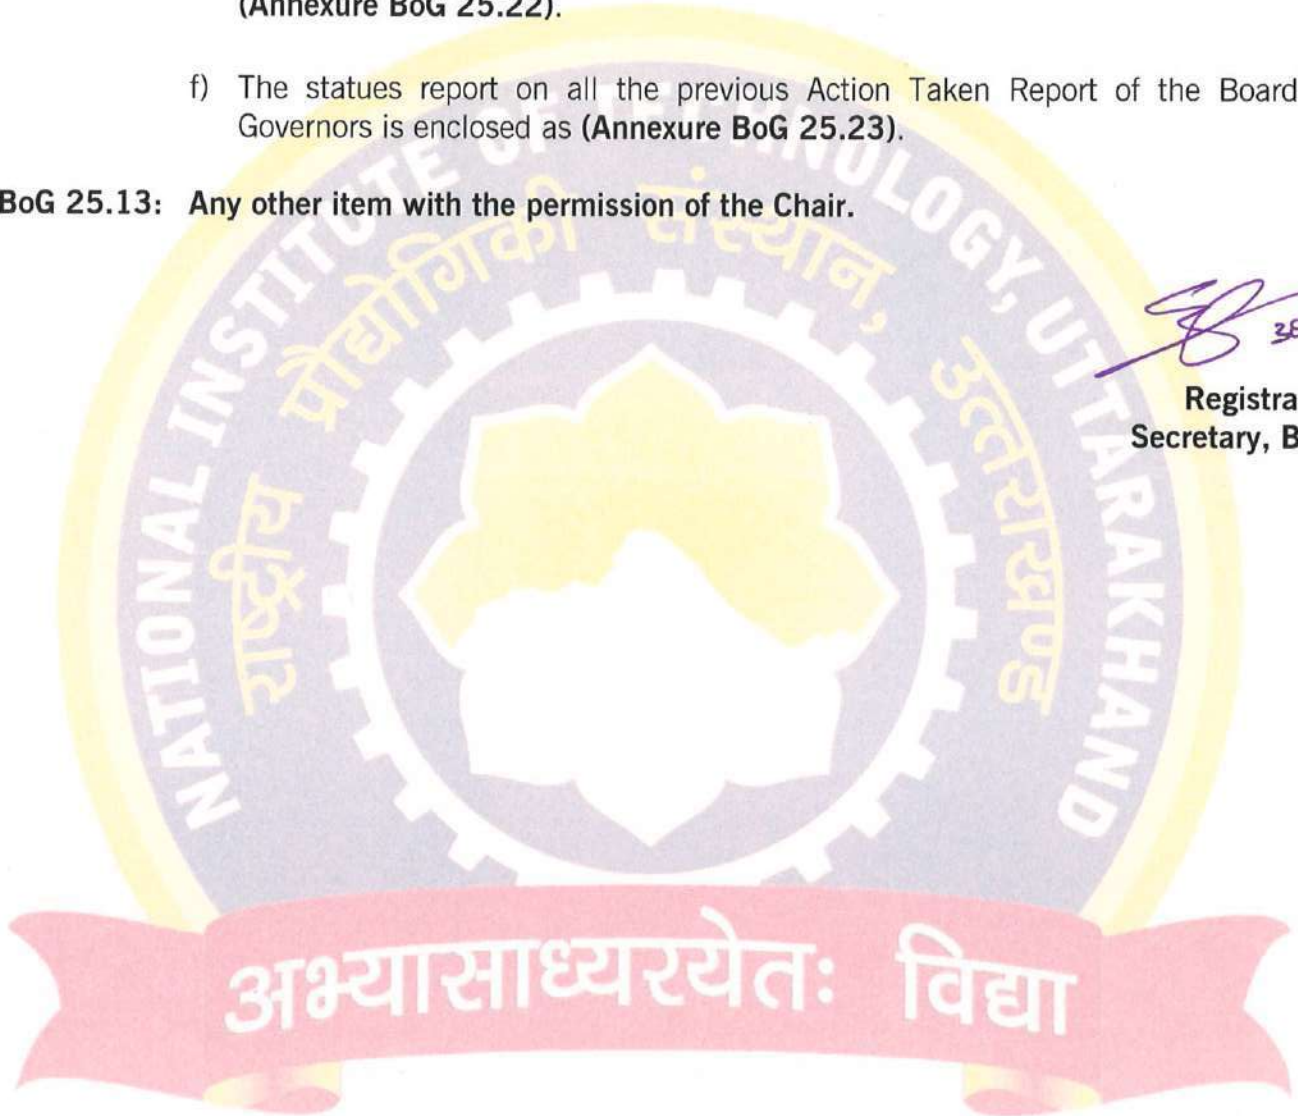 (Annexure BoG 25.22).
f) The statues report on all the previous Action Taken Report of the Board
Governors is enclosed as (Annexure BoG 25.23).
BoG 25.13: Any other item with the permission of the Chair.
Registra
Secretary, B
NATIONAL INSTITUTE OF TECHNOLOGY, UTTARAKHAND
राष्ट्रीय प्रौद्योगिकी संस्थान, उत्तराखण्ड
अभ्यासाध्यरयेतः विद्या